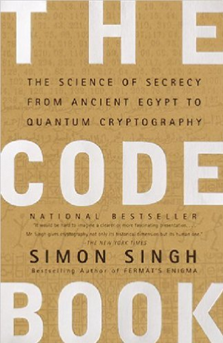 THE
THE SCIENCE OF SECRECY
FROM ANCIENT EGYPT TO
QUANTUM CRYPTOGRAPHY
CODE
NATIONAL BESTSELLER
"It would be hard to imagine a clearer or more fascinating presentation....
Mr. Singh gives cryptography not only its historical dimension but its human one."
—THE NEW YORK TIMES
SIMON SINGH
Bestselling Author of FERMAT'S ENIGMA
BOOK